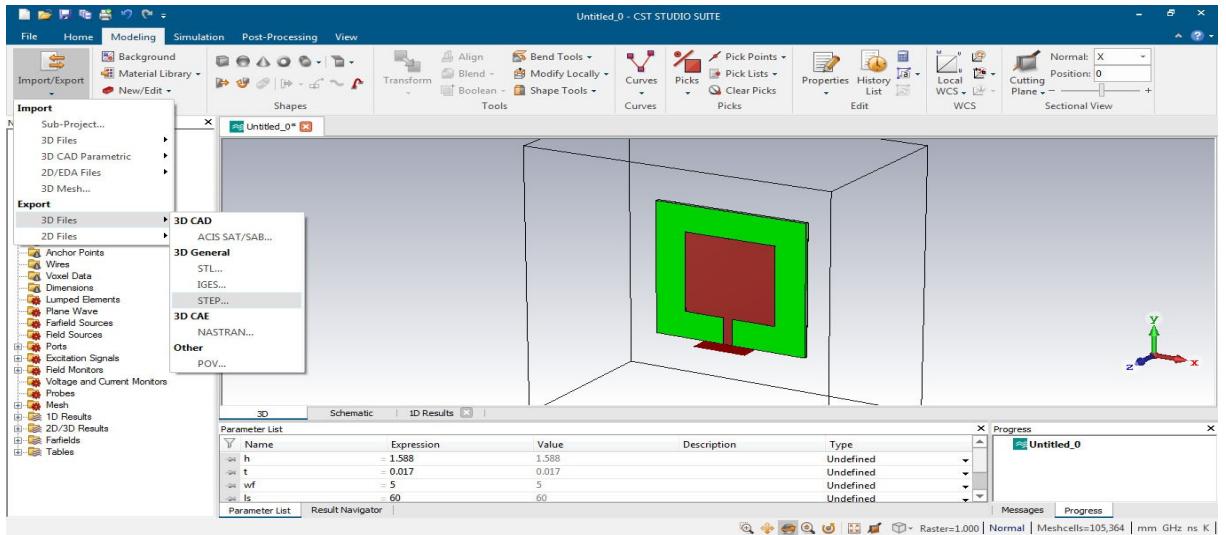 Untitled_0 - CST STUDIO SUITE
File Home Modeling Simulation Post-Processing View
Import/Export
Background
Material Library
New/Edit
Shapes
Transform
Align
Blend
Boolean
Bend Tools
Modify Locally
Shape Tools
Tools
Curves
Curves
Picks
Pick Points
Pick Lists
Clear Picks
Picks
Properties
History List
Edit
Local WCS
WCS
Cutting Plane
Normal: X
Position: 0
Sectional View
Import
Sub-Project...
3D Files
3D CAD Parametric
2D/EDA Files
3D Mesh...
Export
3D Files
2D Files
3D CAD
ACIS SAT/SAB...
3D General
STL...
IGES...
STEP...
3D CAE
NASTRAN...
Other
POV...
Anchor Points
Wires
Voxel Data
Dimensions
Lumped Elements
Plane Wave
Farfield Sources
Field Sources
Ports
Excitation Signals
Field Monitors
Voltage and Current Monitors
Probes
Mesh
1D Results
2D/3D Results
Farfields
Tables
Untitled_0*
y
z
x
3D Schematic 1D Results
Parameter List
Name Expression Value Description Type
h = 1.588 1.588 Undefined
t = 0.017 0.017 Undefined
wf = 5 5 Undefined
ls = 60 60 Undefined
Parameter List Result Navigator
Progress
Untitled_0
Messages Progress
Raster=1.000 Normal Meshcells=105,364 mm GHz ns K